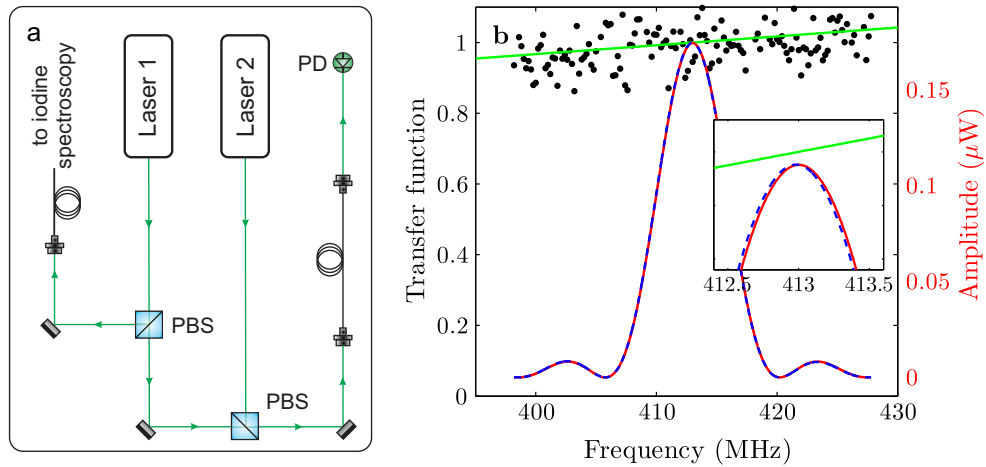 a
to iodine
spectroscopy
Laser 1
Laser 2
PD
PBS
PBS
b
Transfer function
1
0.8
0.6
0.4
0.2
0
400
410
420
430
Frequency (MHz)
0.15
0.1
0.05
0
Amplitude (μW)
412.5
413
413.5